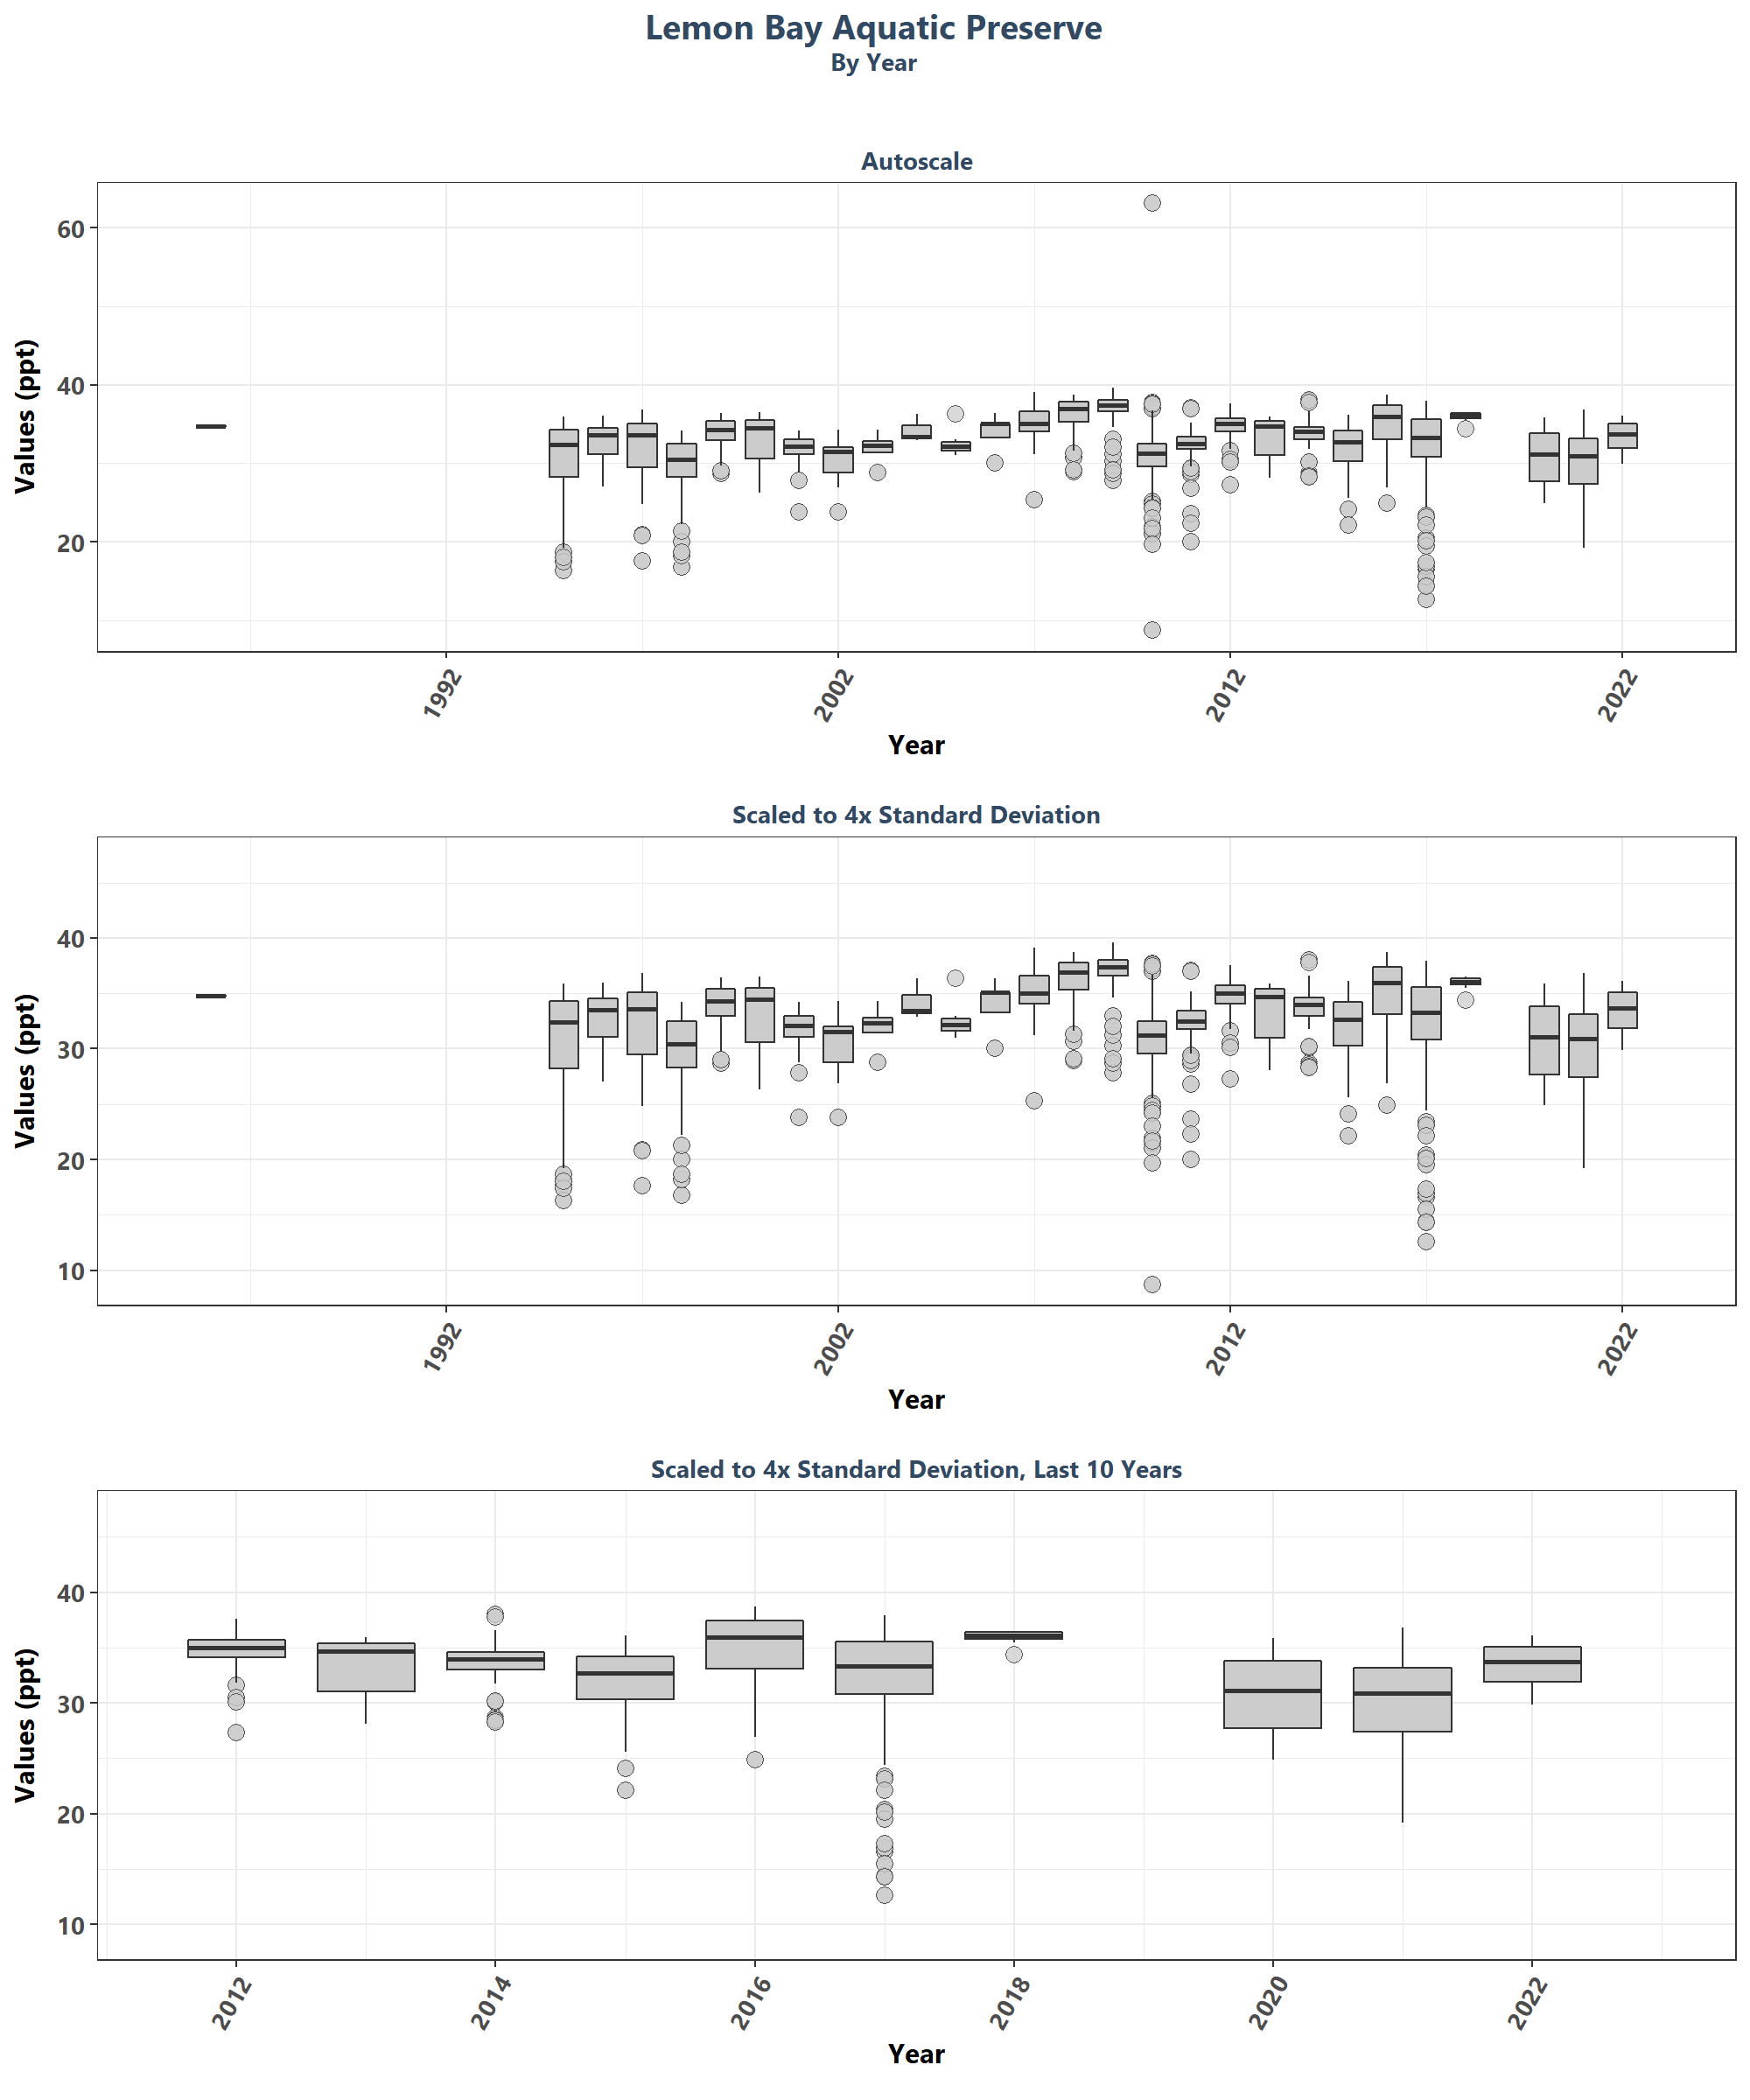 Lemon Bay Aquatic Preserve
By Year
Autoscale
Values (ppt)
60
40
20
1992
2002
2012
2022
Year
Scaled to 4x Standard Deviation
Values (ppt)
40
30
20
10
1992
2002
2012
2022
Year
Scaled to 4x Standard Deviation, Last 10 Years
Values (ppt)
40
30
20
10
2012
2014
2016
2018
2020
2022
Year